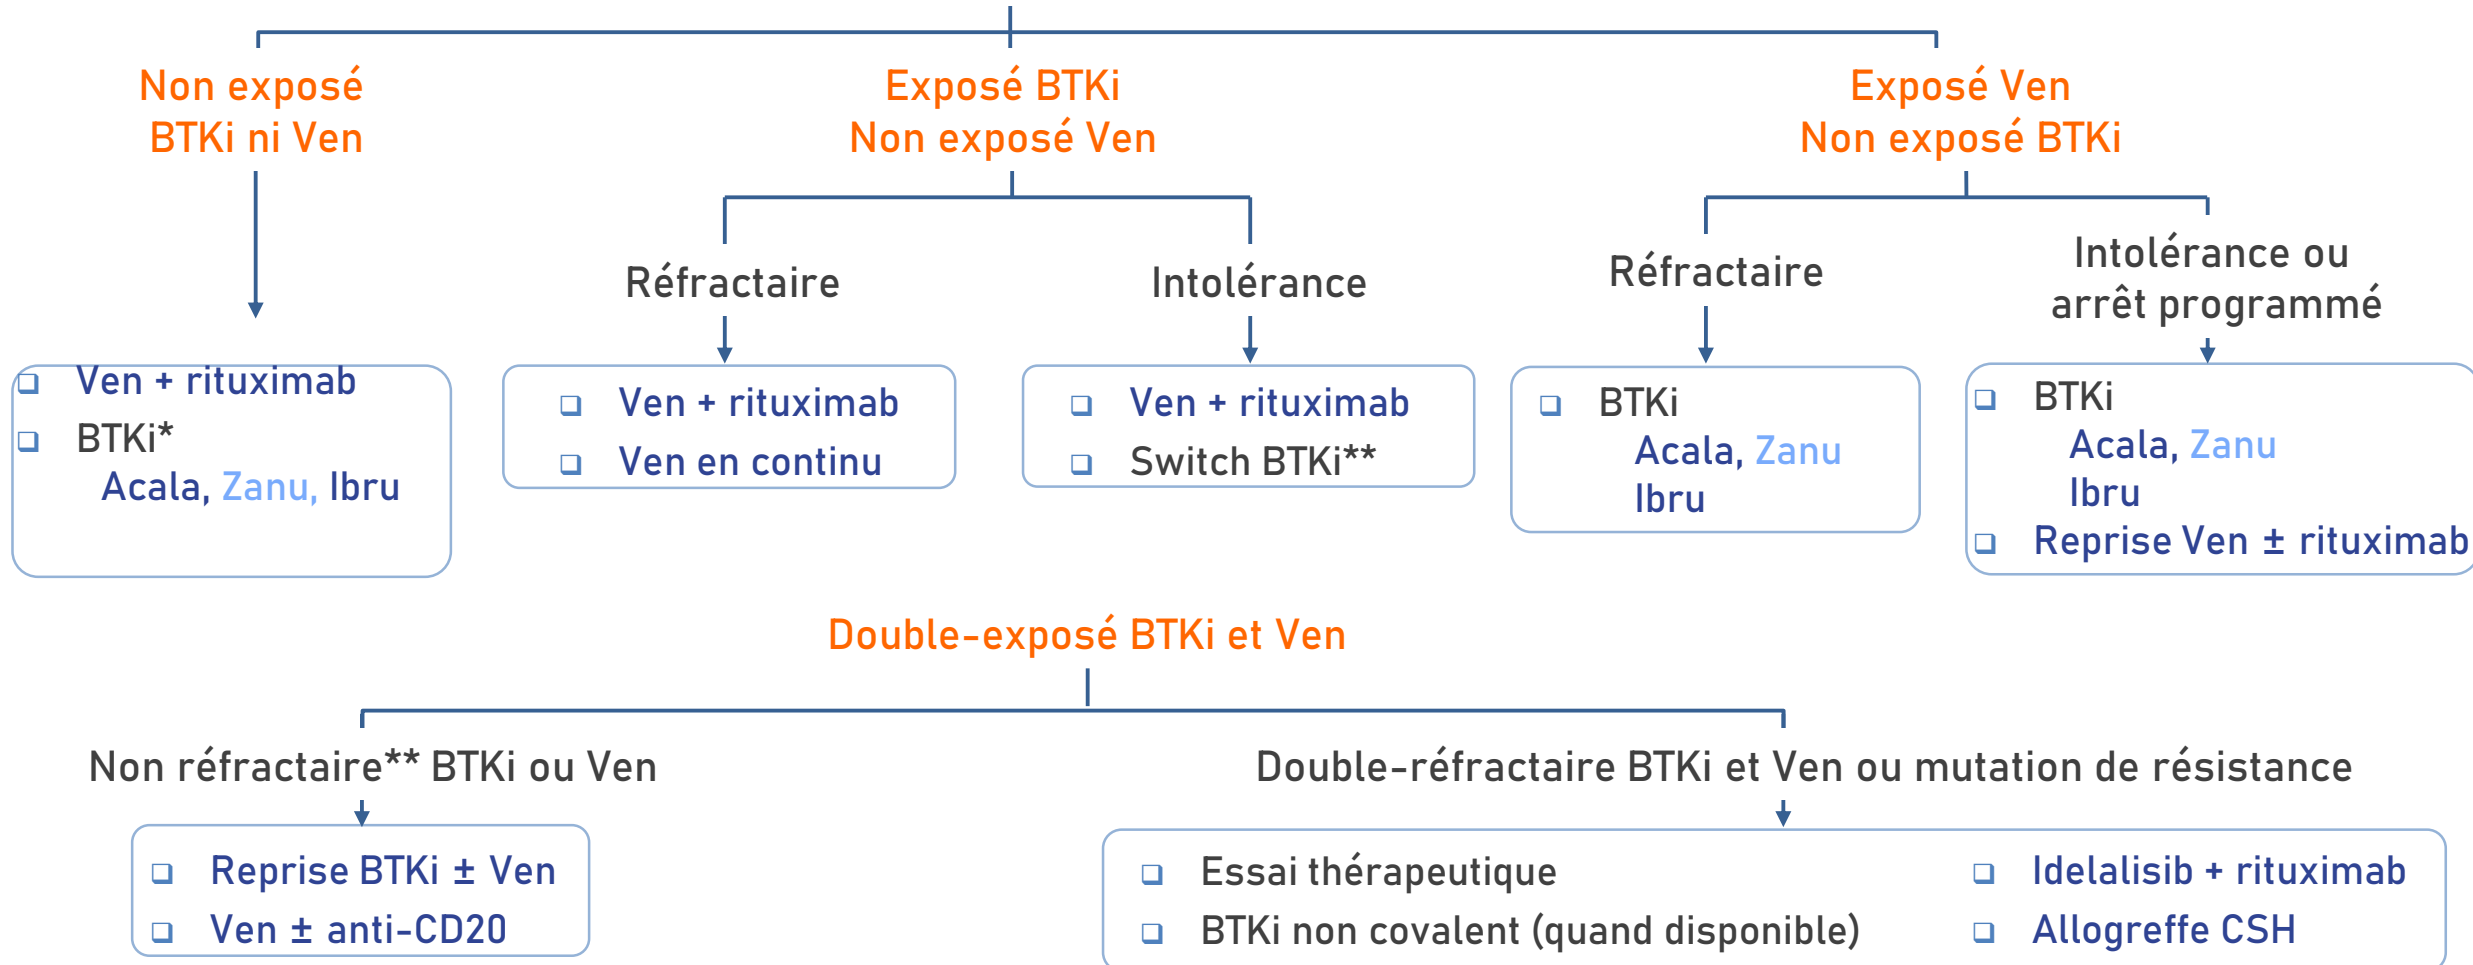 Non exposé
BTKi ni Ven
Exposé BTKi
Non exposé Ven
Exposé Ven
Non exposé BTKi
Réfractaire
Intolérance
Réfractaire
Intolérance ou
arrêt programmé
Ven + rituximab
BTKi*
Acala, Zanu, Ibru
Ven + rituximab
Ven en continu
Ven + rituximab
Switch BTKi**
BTKi
Acala, Zanu
Ibru
BTKi
Acala, Zanu
Ibru
Reprise Ven ± rituximab
Double-exposé BTKi et Ven
Non réfractaire** BTKi ou Ven
Double-réfractaire BTKi et Ven ou mutation de résistance
Reprise BTKi ± Ven
Ven ± anti-CD20
Essai thérapeutique
BTKi non covalent (quand disponible)
Idelalisib + rituximab
Allogreffe CSH